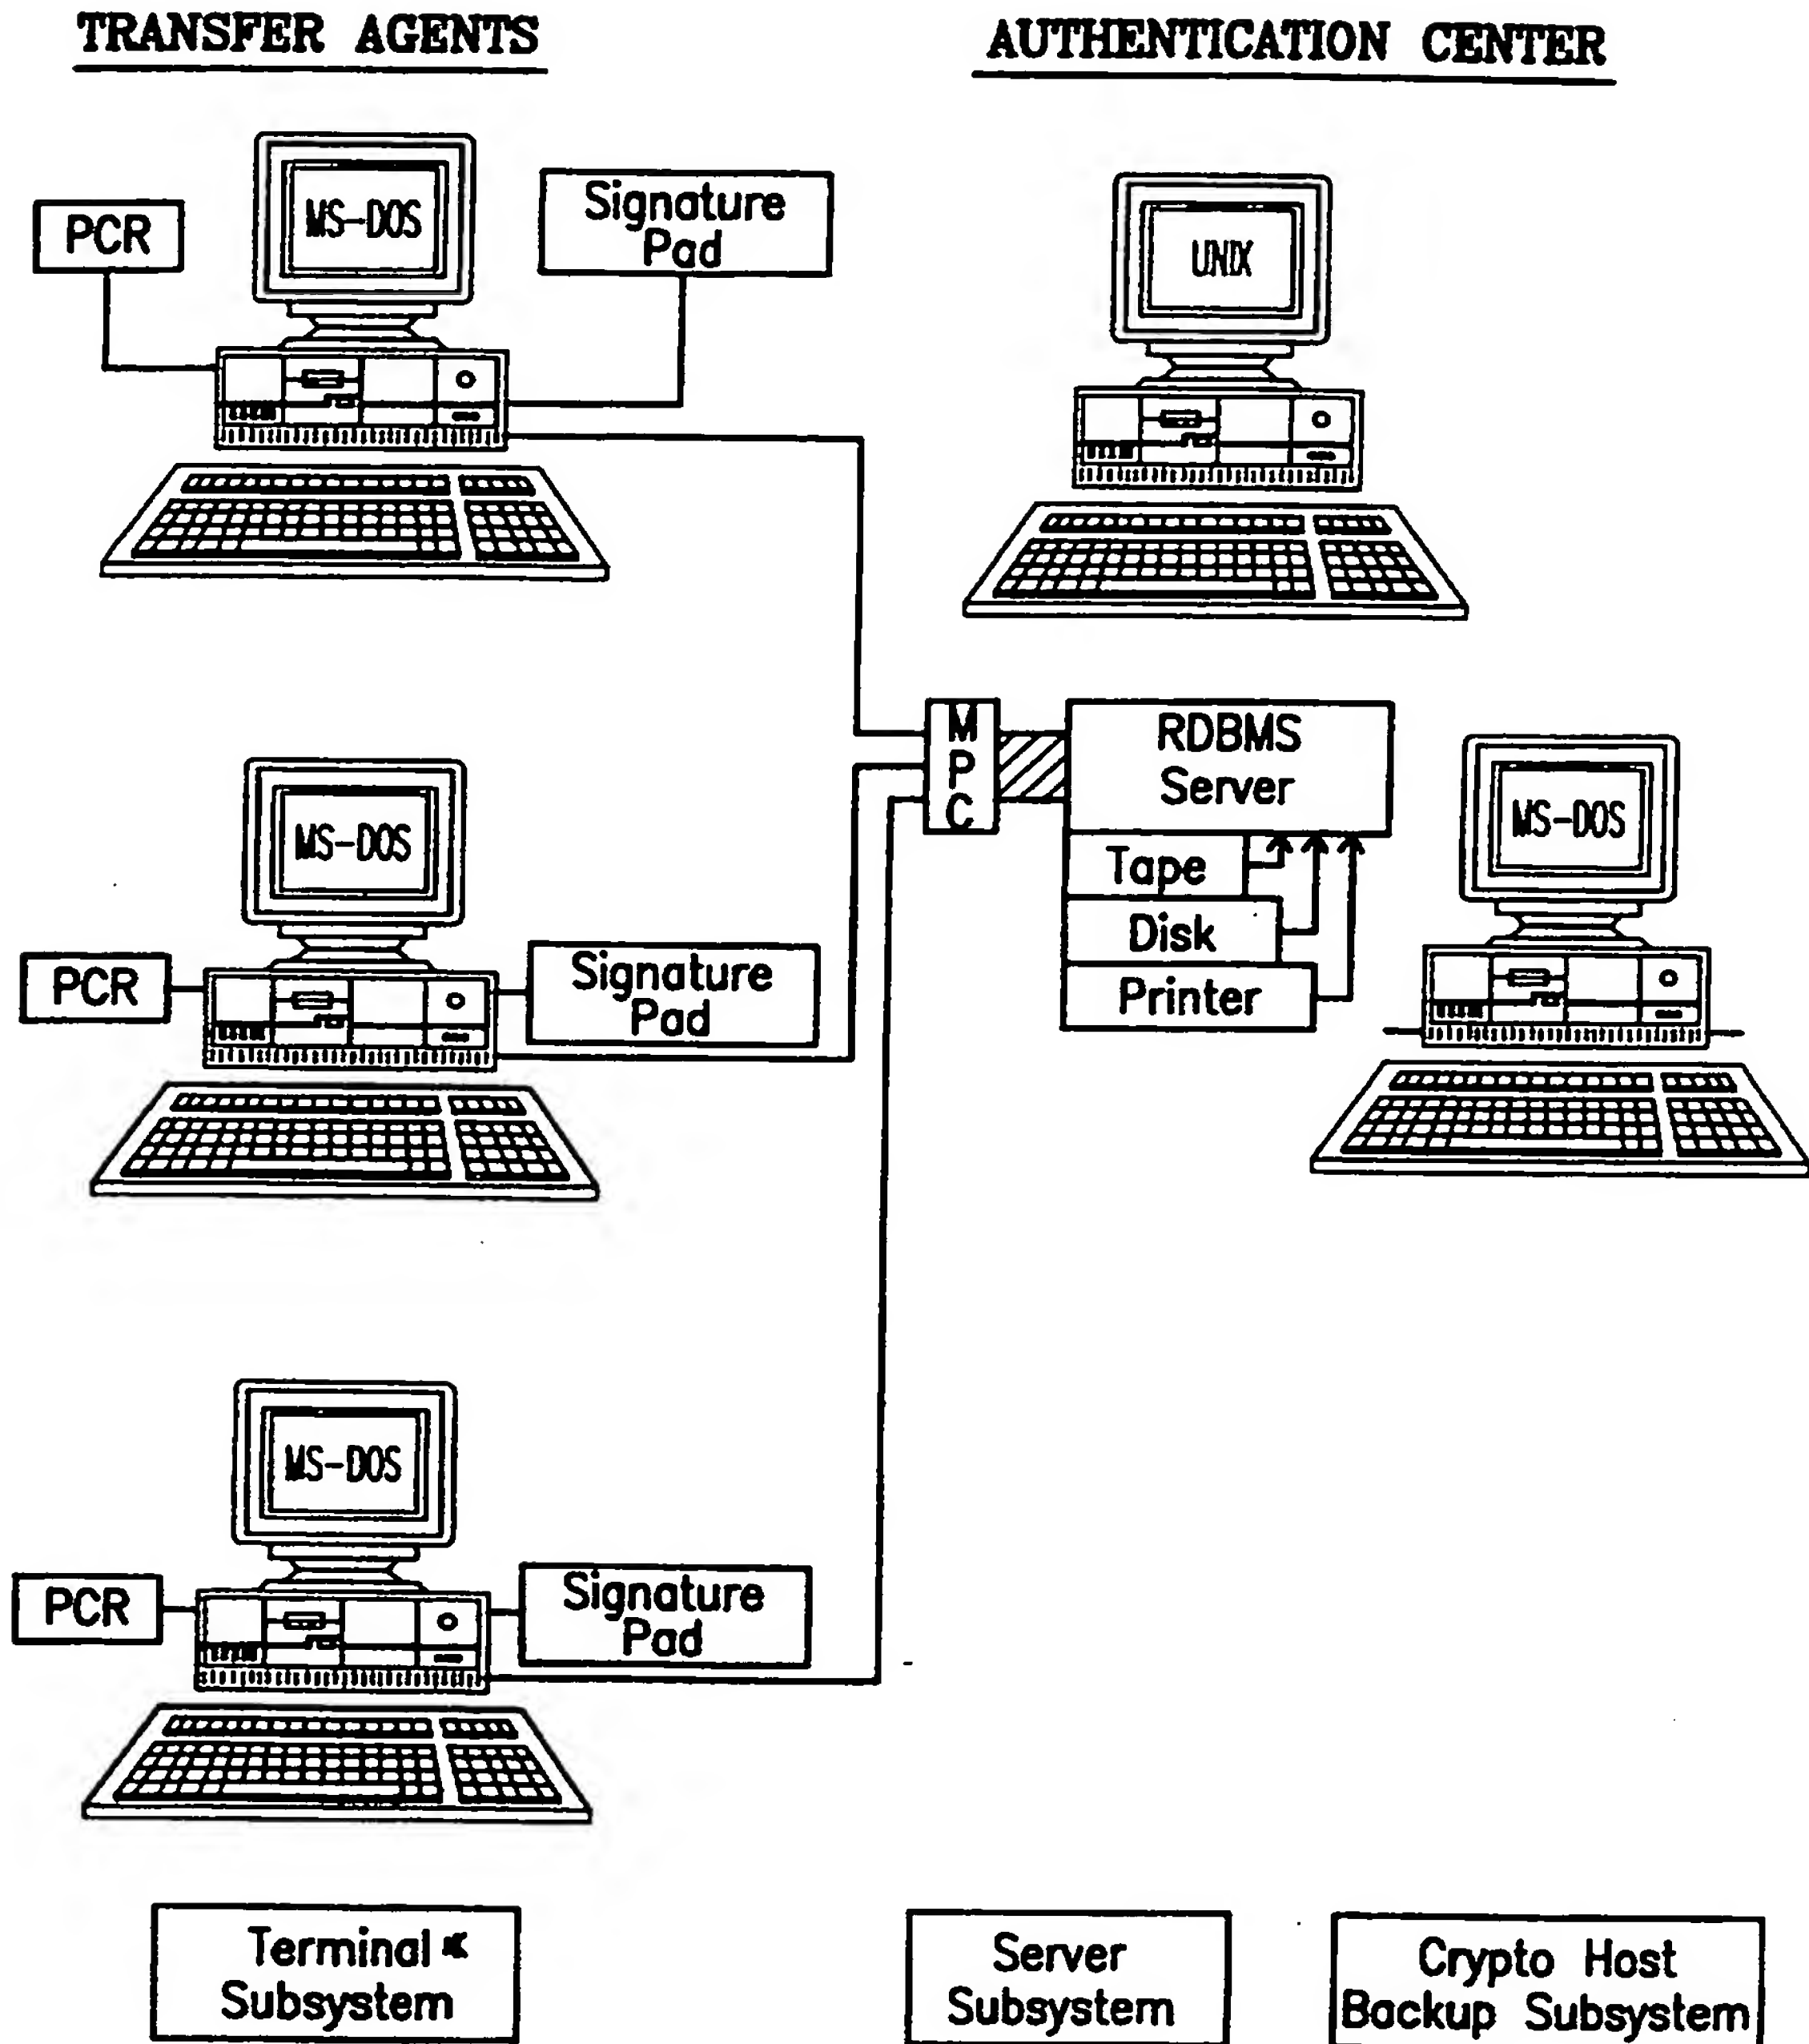 TRANSFER AGENTS
AUTHENTICATION CENTER
PCR
MS-DOS
Signature
Pad
UNIX
MPC
RDBMS
Server
Tape
Disk
Printer
MS-DOS
PCR
MS-DOS
Signature
Pad
PCR
MS-DOS
Signature
Pad
Terminal
Subsystem
Server
Subsystem
Crypto Host
Backup Subsystem